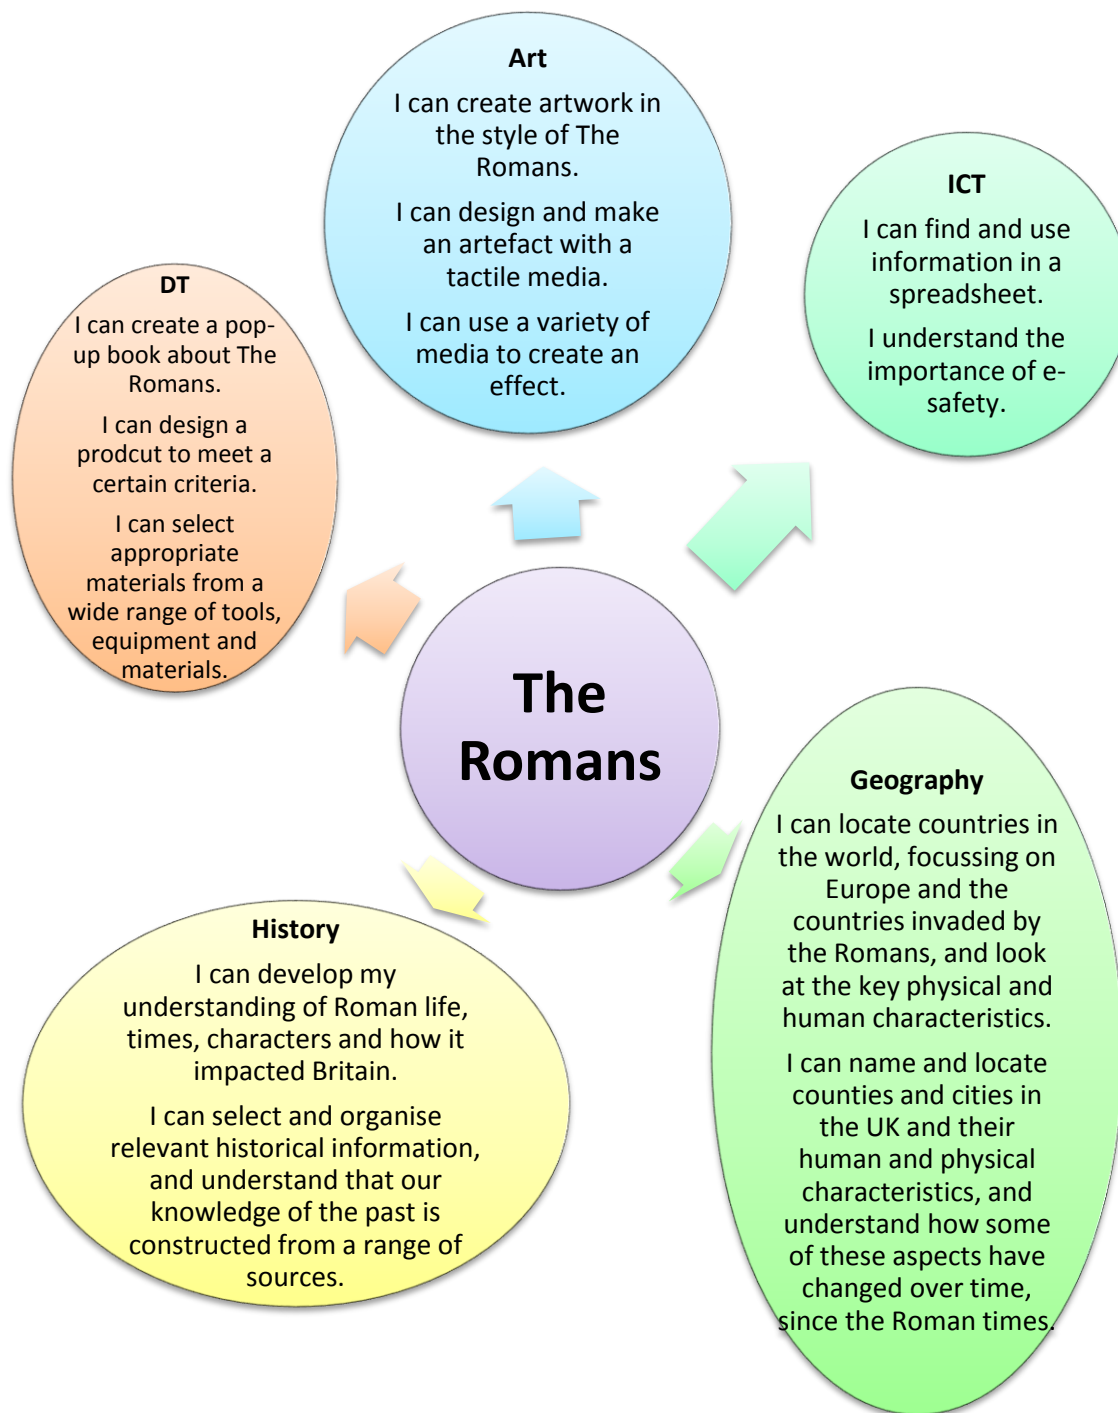 Art
I can create artwork in
the style of The
Romans.
I can design and make
an artefact with a
tactile media.
I can use a variety of
media to create an
effect.
ICT
I can find and use
information in a
spreadsheet.
I understand the
importance of e-
safety.
DT
I can create a pop-
up book about The
Romans.
I can design a
prodcut to meet a
certain criteria.
I can select
appropriate
materials from a
wide range of tools,
equipment and
materials.
The
Romans
Geography
I can locate countries in
the world, focussing on
Europe and the
countries invaded by
the Romans, and look
at the key physical and
human characteristics.
I can name and locate
counties and cities in
the UK and their
human and physical
characteristics, and
understand how some
of these aspects have
changed over time,
since the Roman times.
History
I can develop my
understanding of Roman life,
times, characters and how it
impacted Britain.
I can select and organise
relevant historical information,
and understand that our
knowledge of the past is
constructed from a range of
sources.